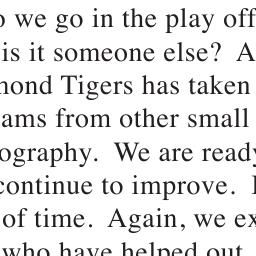 we go in the play off
is it someone else? A
mond Tigers has taken
ams from other small
ography. We are ready
continue to improve.
of time. Again, we ex
who have helped out